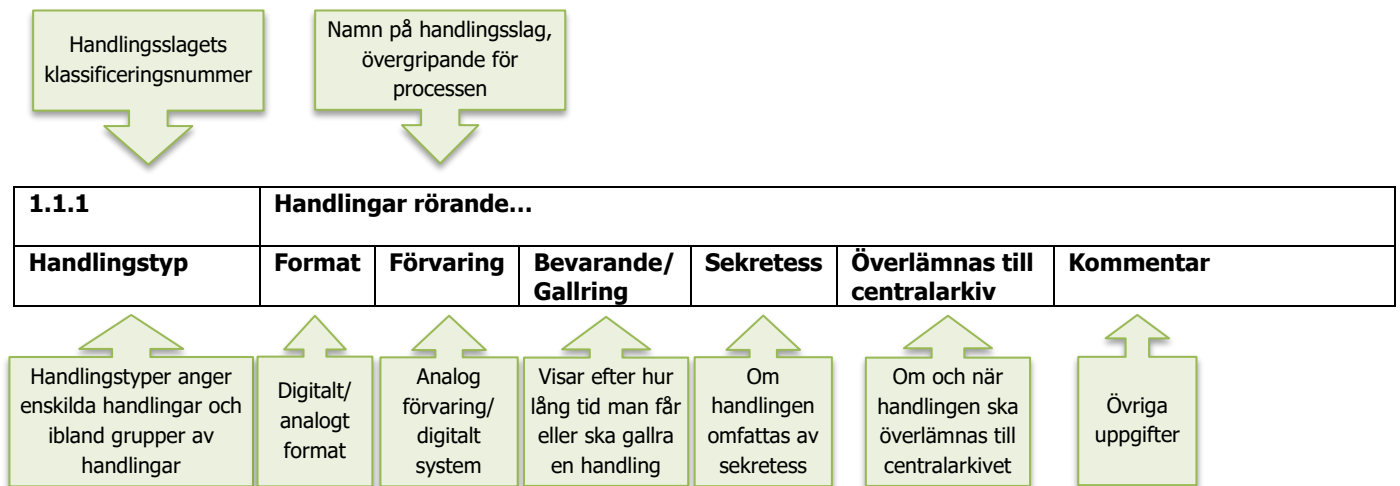 Handlingsslagets
klassificeringsnummer
Namn på handlingsslag,
övergripande för
processen
1.1.1
Handlingar rörande…
Handlingstyp
Format
Förvaring
Bevarande/
Gallring
Sekretess
Överlämnas till
centralarkiv
Kommentar
Handlingstyper anger
enskilda handlingar och
ibland grupper av
handlingar
Digitalt/
analogt
format
Analog
förvaring/
digitalt
system
Visar efter hur
lång tid man får
eller ska gallra
en handling
Om
handlingen
omfattas av
sekretess
Om och när
handlingen ska
överlämnas till
centralarkivet
Övriga
uppgifter